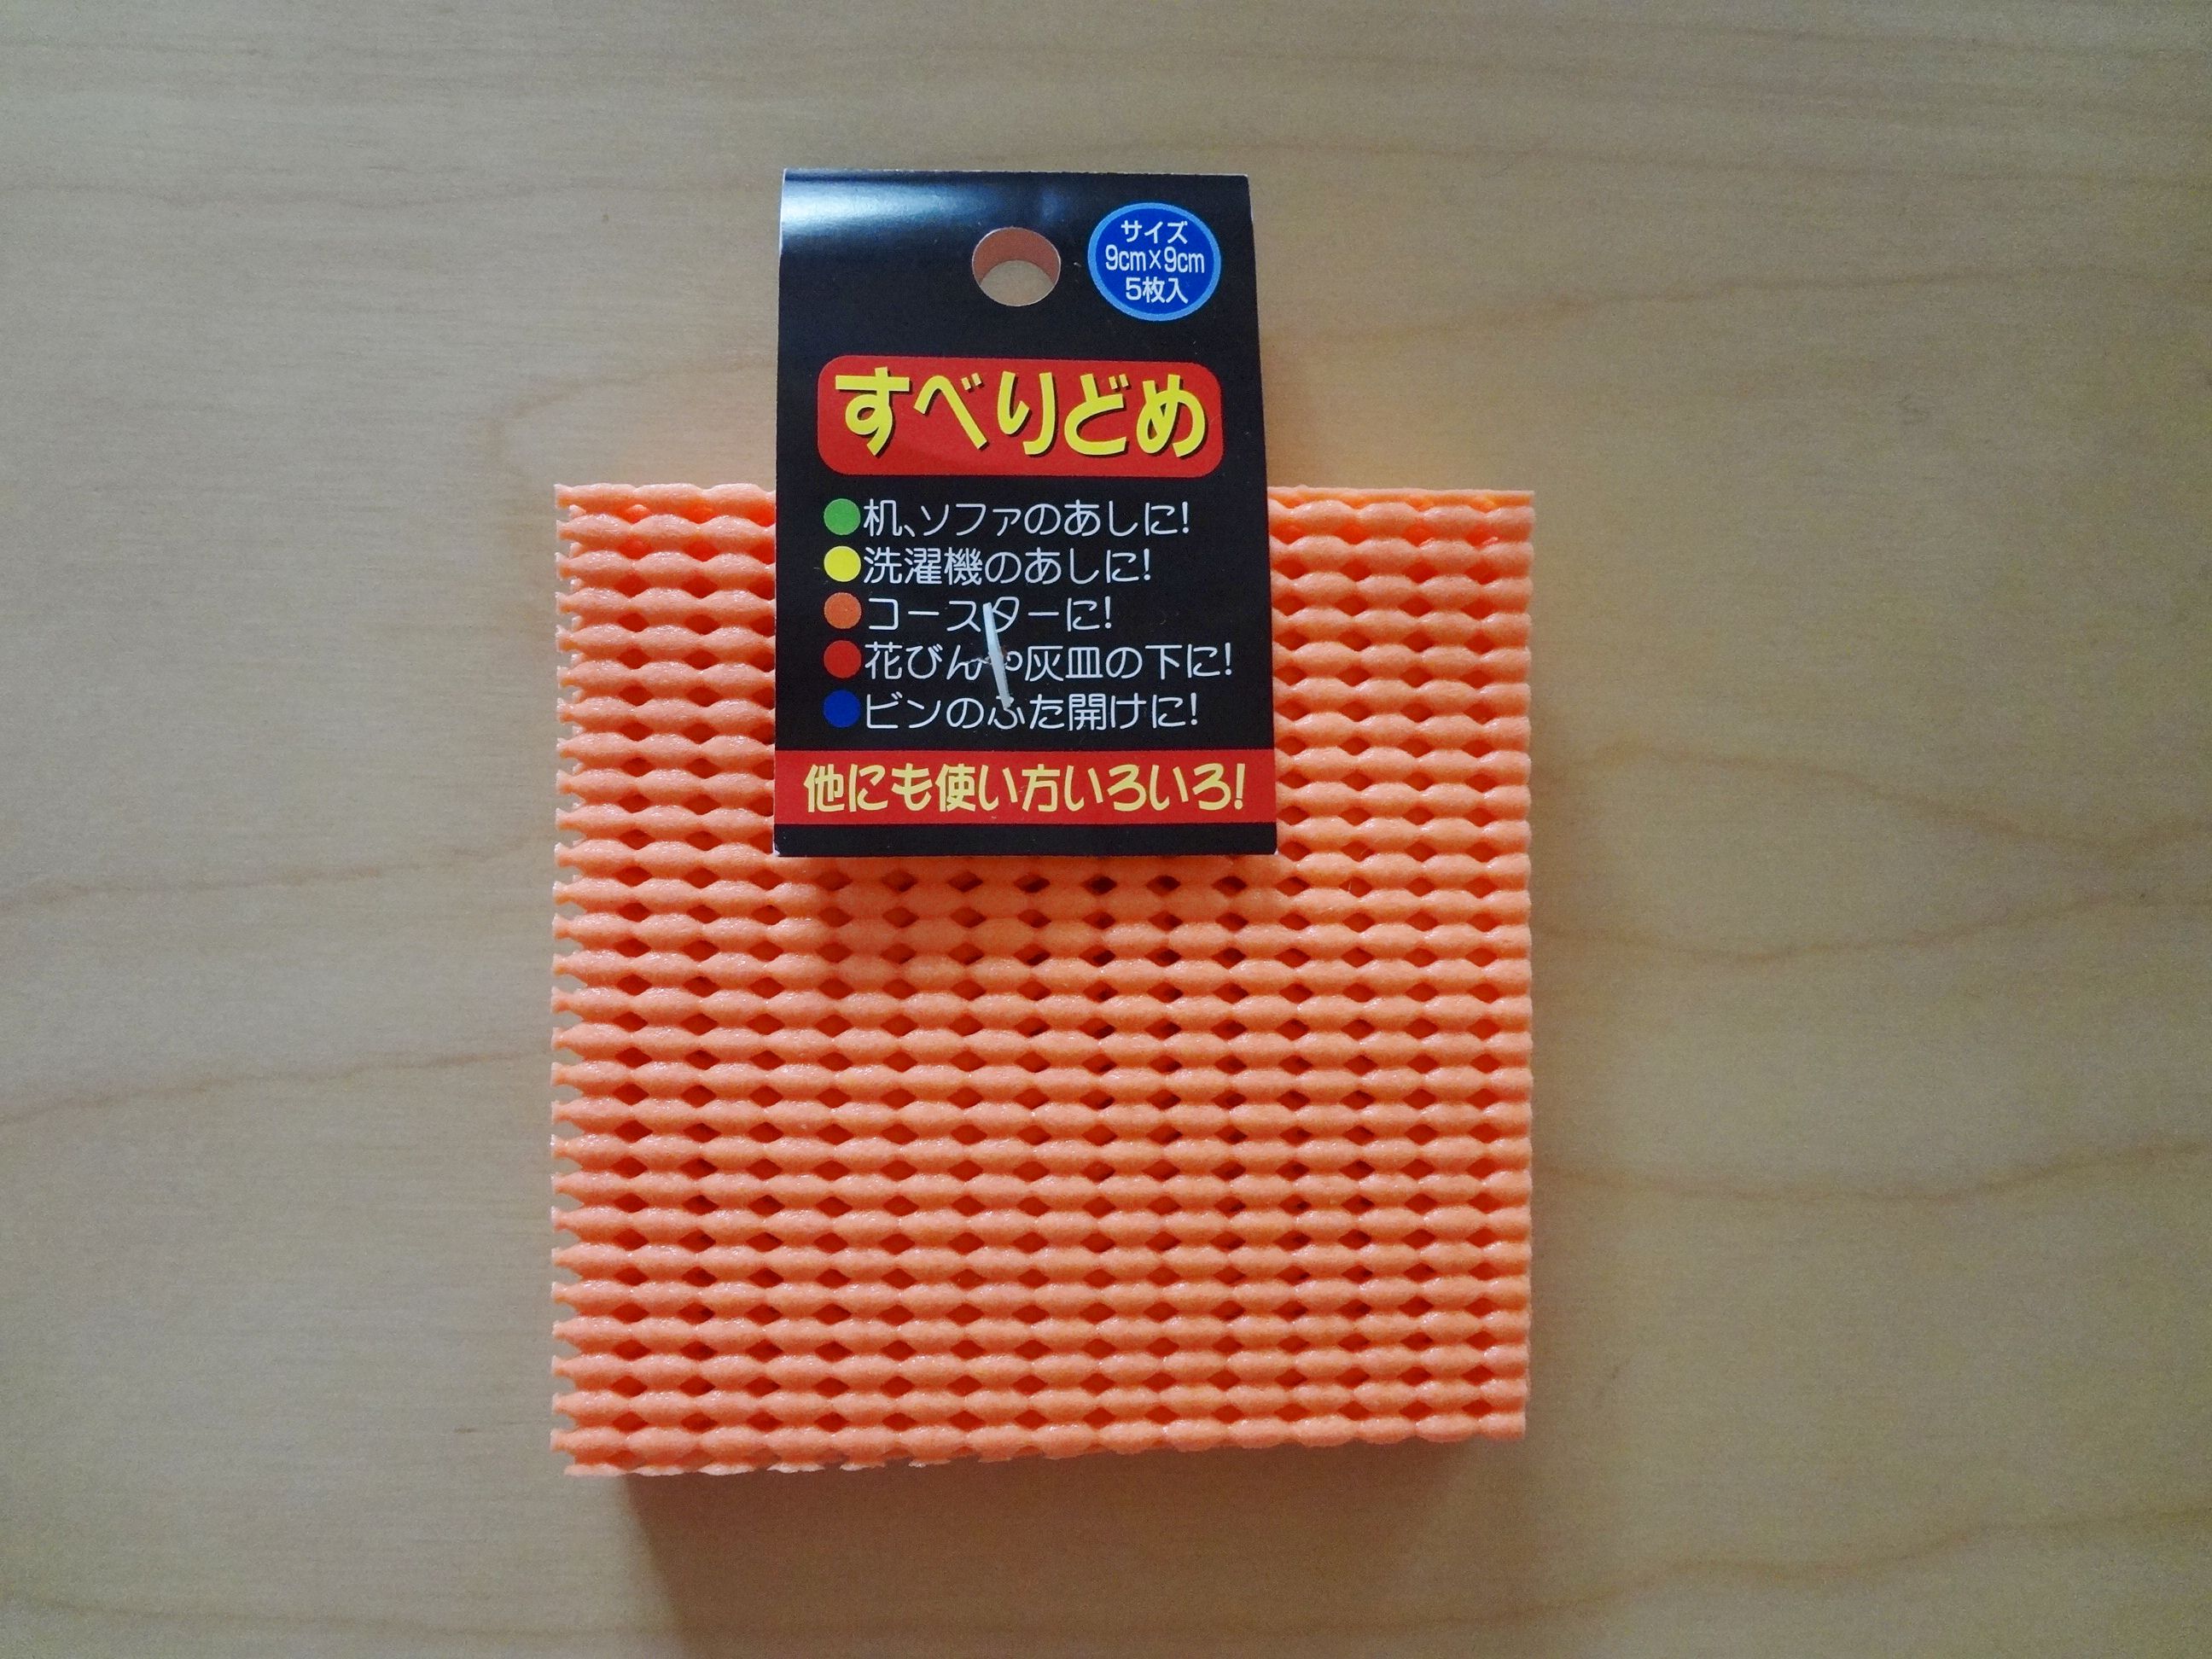 サイズ
9cm×9cm
5枚入
すべりどめ
●机、ソファのあしに!
●洗濯機のあしに!
●コースターに!
●花びんや灰皿の下に!
●ビンのふた開けに!
他にも使い方いろいろ!